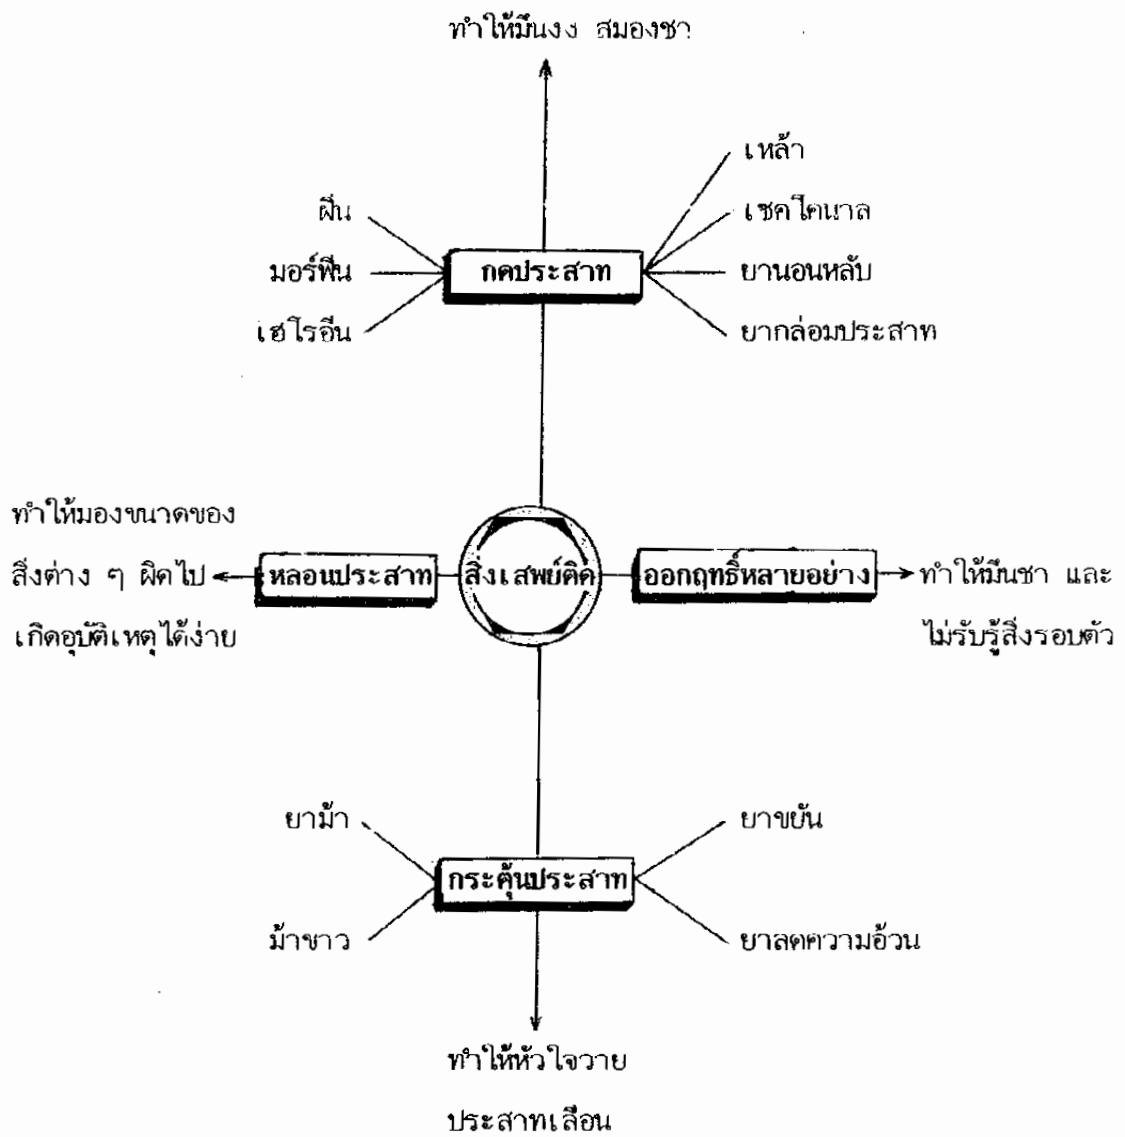 ทำให้มึนงง สมองชา
เหล้า
ฝิ่น
เซคโคนาล
มอร์ฟีน
กดประสาท
ยานอนหลับ
เฮโรอีน
ยากล่อมประสาท
ทำให้มองขนาดของ
สิ่งต่าง ๆ ผิดไป
เกิดอุบัติเหตุได้ง่าย
หลอนประสาท
สิ่งเสพย์ติด
ออกฤทธิ์หลายอย่าง
ทำให้มึนชา และ
ไม่รับรู้สิ่งรอบตัว
ยาม้า
ยาขยัน
กระตุ้นประสาท
ม้าขาว
ยาลดความอ้วน
ทำให้หัวใจวาย
ประสาทเลือน